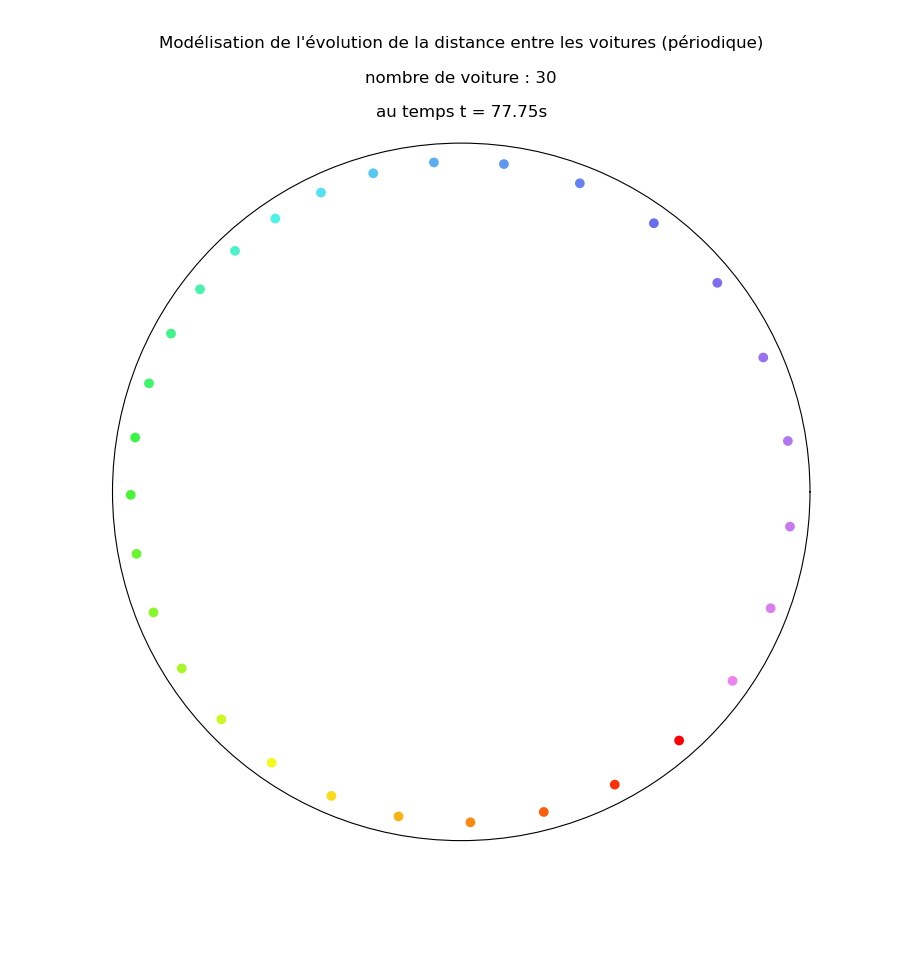 Modélisation de l'évolution de la distance entre les voitures (périodique)
nombre de voiture : 30
au temps t = 77.75s